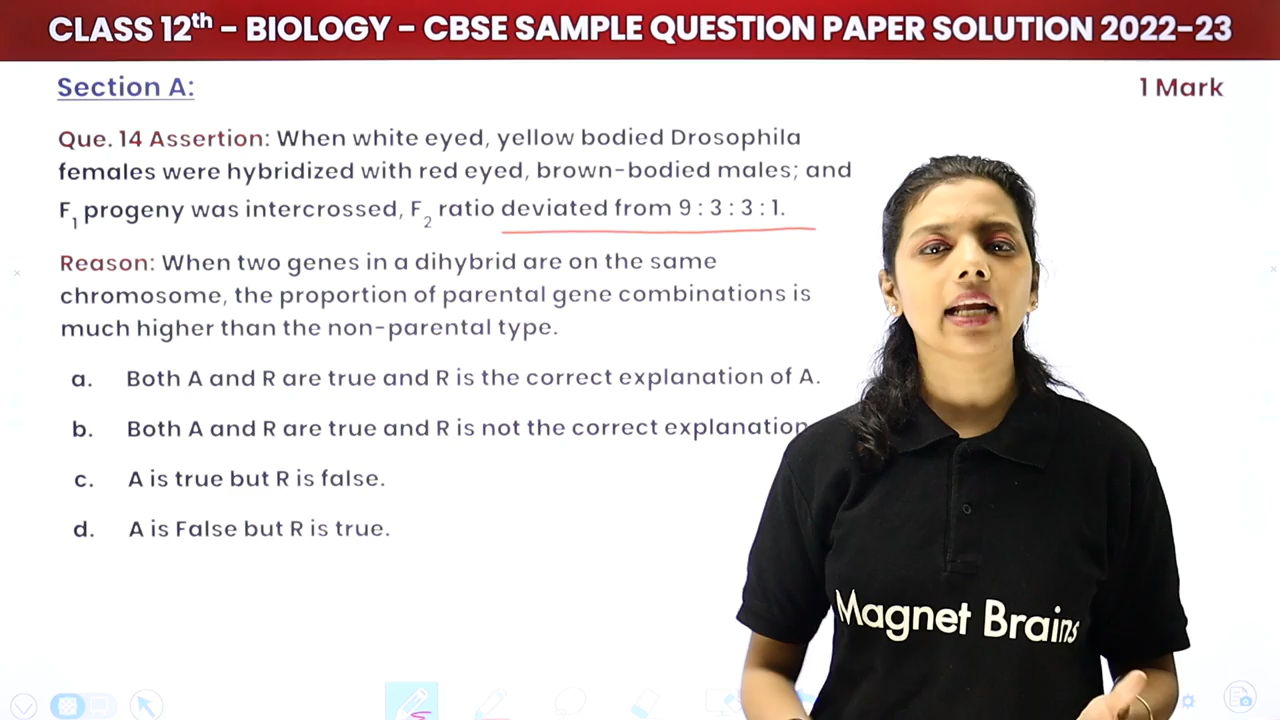 CLASS 12th – BIOLOGY – CBSE SAMPLE QUESTION PAPER SOLUTION 2022-23
Section A:
1 Mark
Que. 14 Assertion: When white eyed, yellow bodied Drosophila
females were hybridized with red eyed, brown-bodied males; and
F1 progeny was intercrossed, F2 ratio deviated from 9 : 3 : 3 : 1.
Reason: When two genes in a dihybrid are on the same
chromosome, the proportion of parental gene combinations is
much higher than the non-parental type.
a. Both A and R are true and R is the correct explanation of A.
b. Both A and R are true and R is not the correct explanation
c. A is true but R is false.
d. A is False but R is true.
Magnet Brains